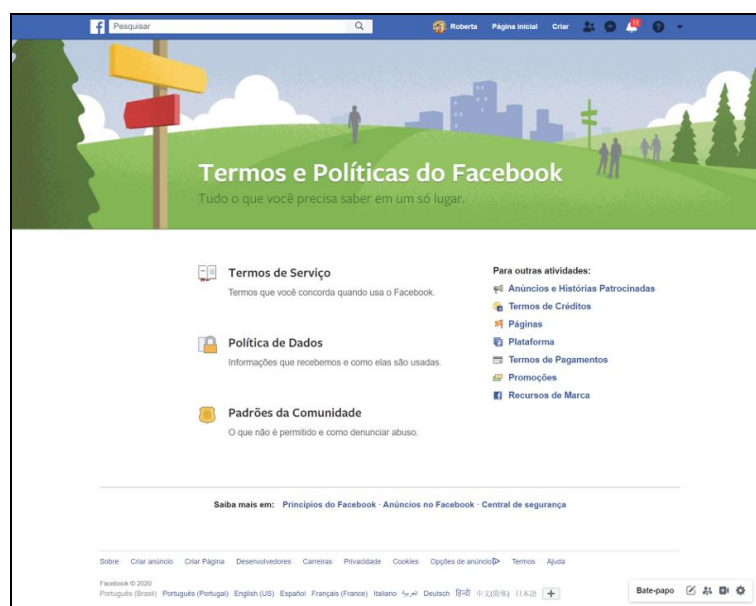 Pesquisar
Roberta Página inicial Criar 12
Termos e Políticas do Facebook
Tudo o que você precisa saber em um só lugar.
Termos de Serviço
Termos que você concorda quando usa o Facebook.
Política de Dados
Informações que recebemos e como elas são usadas.
Padrões da Comunidade
O que não é permitido e como denunciar abuso.
Para outras atividades:
Anúncios e Histórias Patrocinadas
Termos de Créditos
Páginas
Plataforma
Termos de Pagamentos
Promoções
Recursos de Marca
Saiba mais em: Princípios do Facebook · Anúncios no Facebook · Central de segurança
Sobre Criar anúncio Criar Página Desenvolvedores Carreiras Privacidade Cookies Opções de anúncio Termos Ajuda
Facebook © 2020
Português (Brasil) Português (Portugal) English (US) Español Français (France) Italiano العربية Deutsch हिन्दी 中文(简体) 日本語
Bate-papo